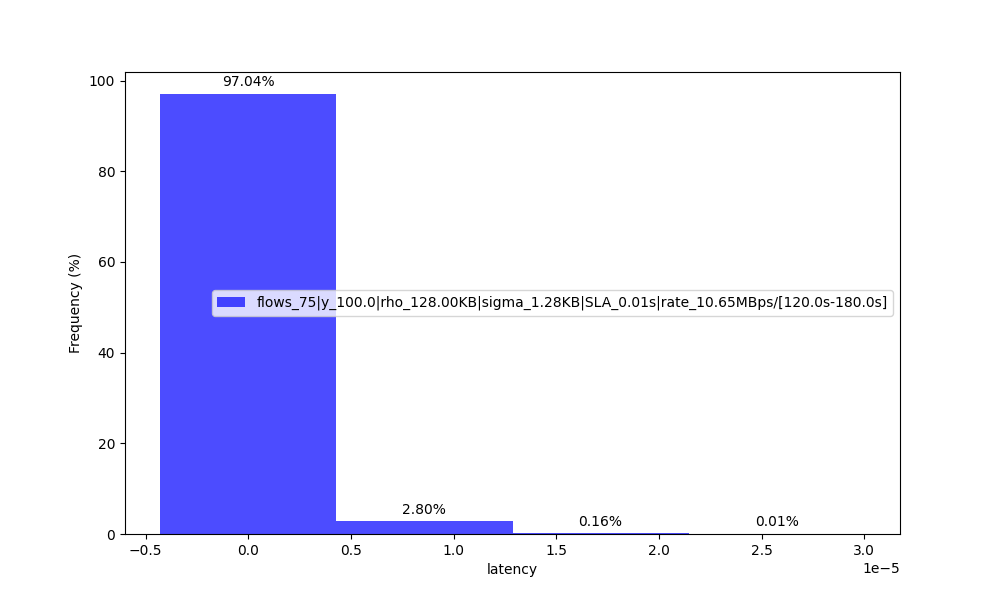 97.04%
2.80%
0.16%
0.01%
100
80
60
40
20
0
Frequency (%)
flows_75|y_100.0|rho_128.00KB|sigma_1.28KB|SLA_0.01s|rate_10.65MBps/[120.0s-180.0s]
−0.5 0.0 0.5 1.0 1.5 2.0 2.5 3.0
1e−5
latency